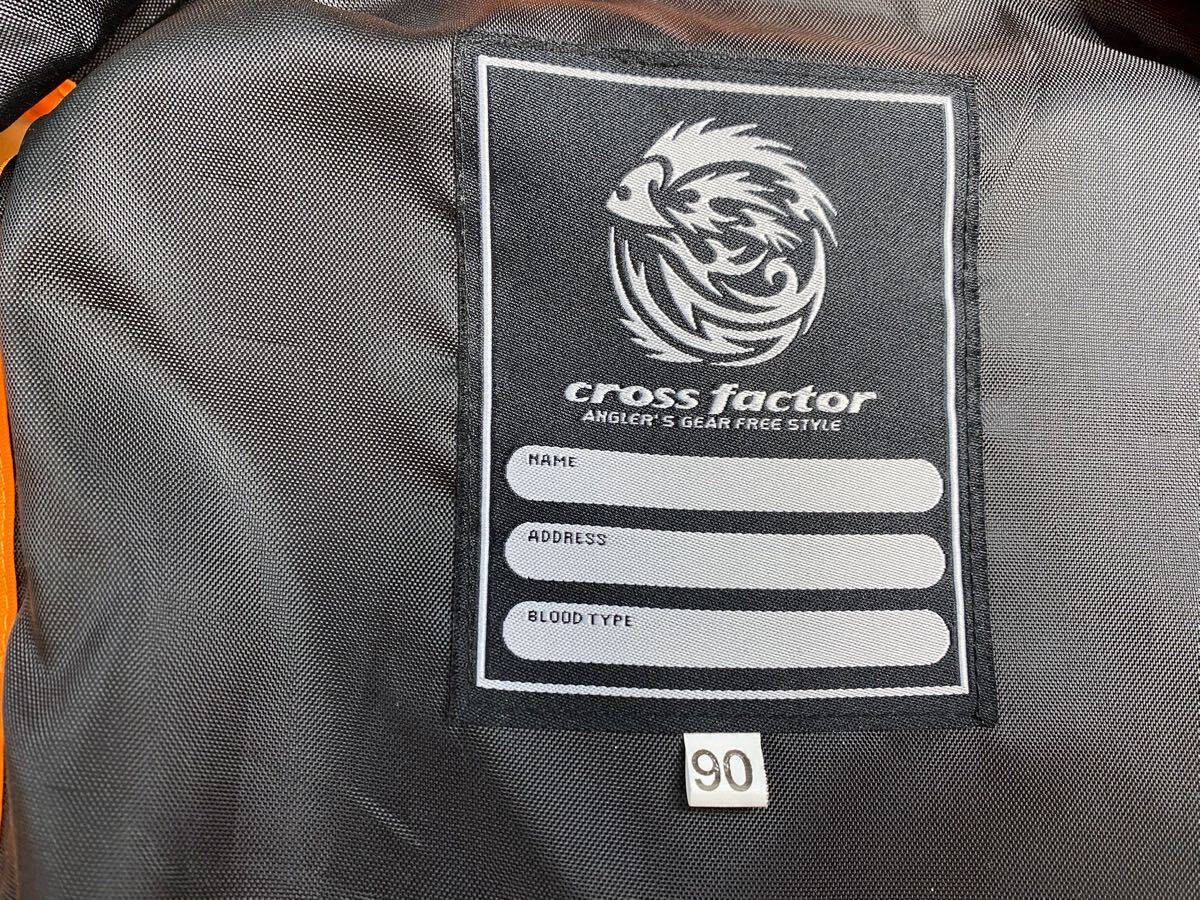 cross factor
ANGLER'S GEAR FREE STYLE
NAME
ADDRESS
BLOOD TYPE
90